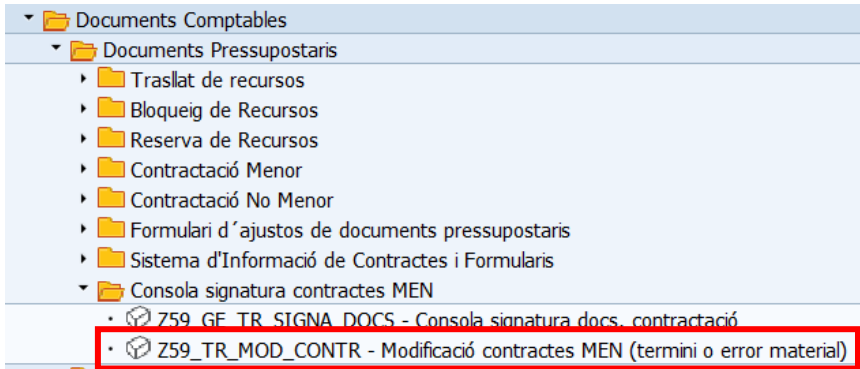 Documents Comptables
Documents Pressupostaris
Trasllat de recursos
Bloqueig de Recursos
Reserva de Recursos
Contractació Menor
Contractació No Menor
Formulari d´ajustos de documents pressupostaris
Sistema d'Informació de Contractes i Formularis
Consola signatura contractes MEN
Z59_GE_TR_SIGNA_DOCS - Consola signatura docs. contractació
Z59_TR_MOD_CONTR - Modificació contractes MEN (termini o error material)